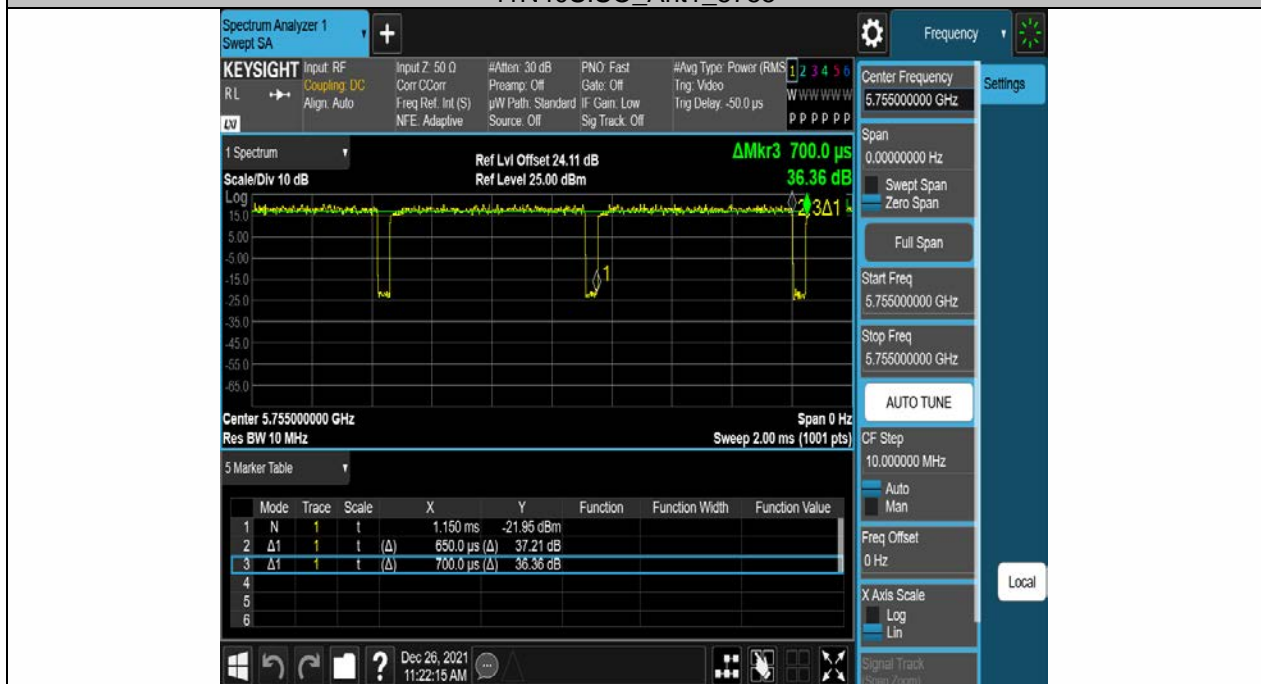 Spectrum Analyzer 1
Swept SA
+
Frequency
KEYSIGHT
Input: RF
Input Z: 50 Ω
#Atten: 30 dB
PNO: Fast
#Avg Type: Power (RMS
1 2 3 4 5 6
RL
Coupling: DC
Corr CCorr
Preamp: Off
Gate: Off
Trig: Video
W W W W W W
Align: Auto
Freq Ref: Int (S)
µW Path: Standard
IF Gain: Low
Trig Delay: -50.0 µs
NFE: Adaptive
Source: Off
Sig Track: Off
P P P P P P
LXI
1 Spectrum
Ref Lvl Offset 24.11 dB
ΔMkr3 700.0 µs
Scale/Div 10 dB
Ref Level 25.00 dBm
36.36 dB
Log
15.0
5.00
-5.00
-15.0
-25.0
-35.0
-45.0
-55.0
-65.0
1
3Δ1
Center 5.755000000 GHz
Span 0 Hz
Res BW 10 MHz
Sweep 2.00 ms (1001 pts)
5 Marker Table
Mode Trace Scale X Y Function Function Width Function Value
1 N 1 t 1.150 ms -21.95 dBm
2 Δ1 1 t (Δ) 650.0 µs (Δ) 37.21 dB
3 Δ1 1 t (Δ) 700.0 µs (Δ) 36.36 dB
4
5
6
Center Frequency
5.755000000 GHz
Settings
Span
0.00000000 Hz
Swept Span
Zero Span
Full Span
Start Freq
5.755000000 GHz
Stop Freq
5.755000000 GHz
AUTO TUNE
CF Step
10.000000 MHz
Auto
Man
Freq Offset
0 Hz
X Axis Scale
Log
Lin
Signal Track
(Span Zoom)
Local
?
Dec 26, 2021
11:22:15 AM